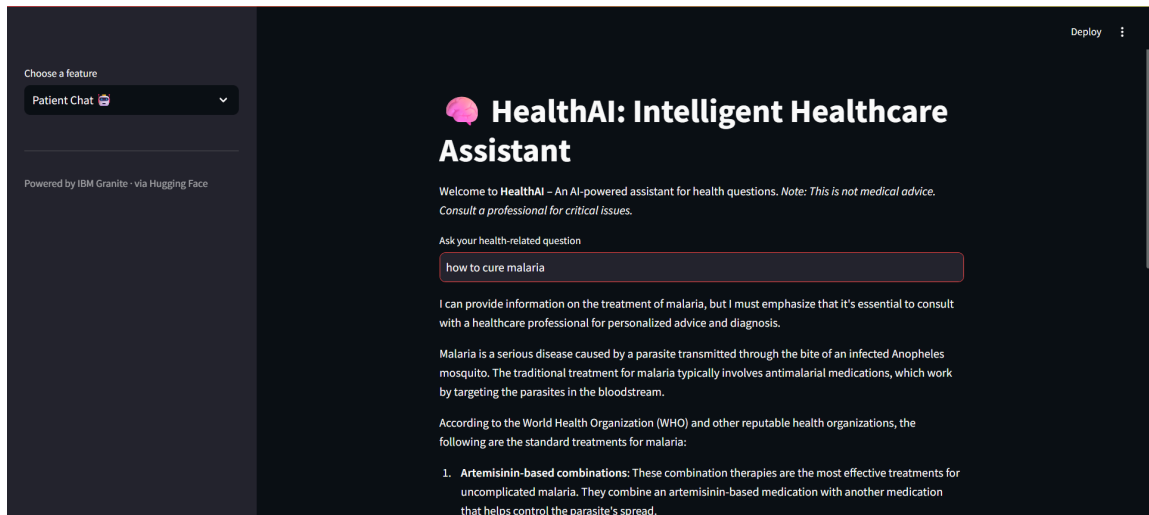 Deploy
Choose a feature
Patient Chat
Powered by IBM Granite · via Hugging Face
HealthAI: Intelligent Healthcare
Assistant
Welcome to HealthAI – An AI-powered assistant for health questions. Note: This is not medical advice.
Consult a professional for critical issues.
Ask your health-related question
how to cure malaria
I can provide information on the treatment of malaria, but I must emphasize that it's essential to consult
with a healthcare professional for personalized advice and diagnosis.
Malaria is a serious disease caused by a parasite transmitted through the bite of an infected Anopheles
mosquito. The traditional treatment for malaria typically involves antimalarial medications, which work
by targeting the parasites in the bloodstream.
According to the World Health Organization (WHO) and other reputable health organizations, the
following are the standard treatments for malaria:
1. Artemisinin-based combinations: These combination therapies are the most effective treatments for
uncomplicated malaria. They combine an artemisinin-based medication with another medication
that helps control the parasite's spread.